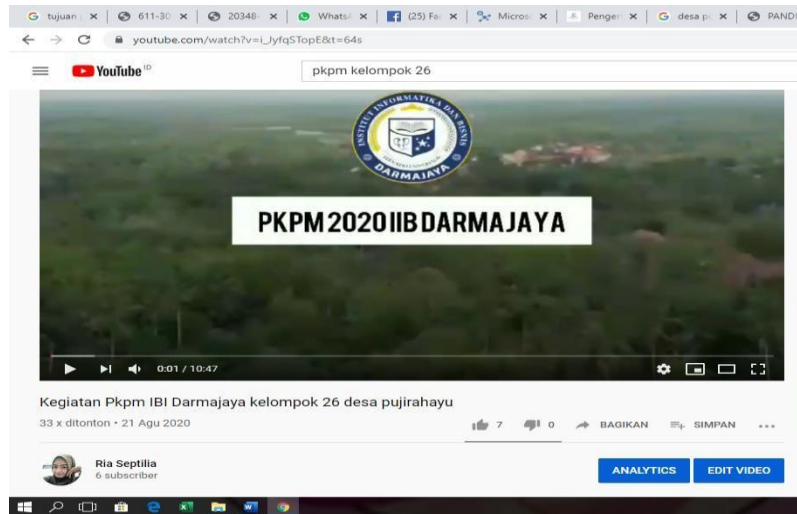 tujuan
611-30
20348-
Whats
(25) Fa
Micros
Penger
desa p
PAND
youtube.com/watch?v=i_JyfqSTopE&t=64s
YouTube ID
pkpm kelompok 26
INSTITUT INFORMATIKA DAN BISNIS
DARMAJAYA
PKPM 2020 IIB DARMAJAYA
0:01 / 10:47
Kegiatan Pkpm IBI Darmajaya kelompok 26 desa pujirahayu
33 x ditonton • 21 Agu 2020
7
0
BAGIKAN
SIMPAN
Ria Septilia
6 subscriber
ANALYTICS
EDIT VIDEO